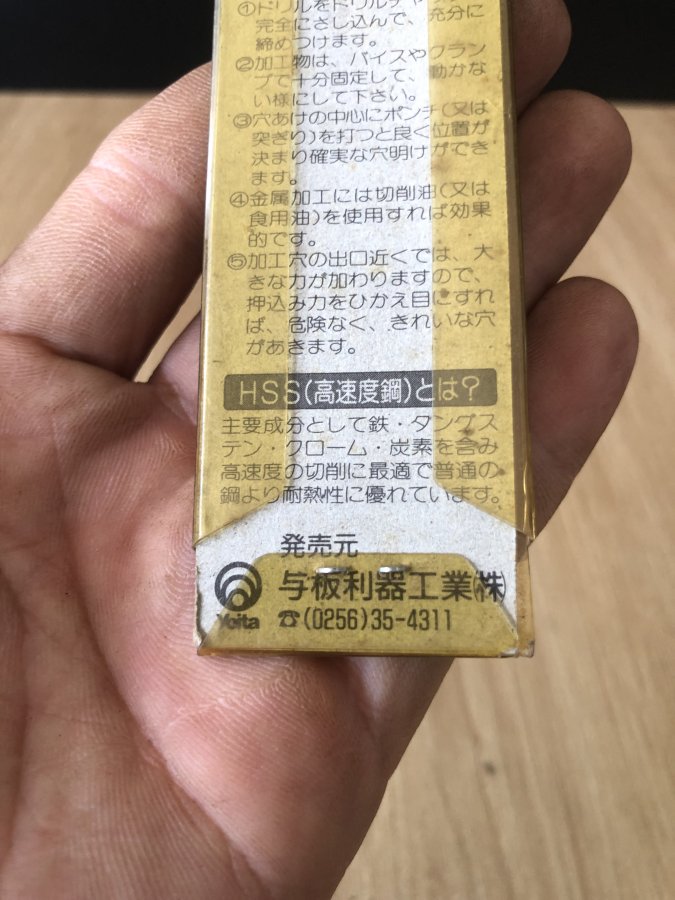 ①ドリルをドリルチャ
完全にさし込んで、充分に
締めつけます。
②加工物は、バイスやクラン
プで十分固定して、動かな
い様にして下さい。
③穴あけの中心にポンチ(又は
突ぎり)を打つと良く位置が
決まり確実な穴明けができ
ます。
④金属加工には切削油(又は
食用油)を使用すれば効果
的です。
⑤加工穴の出口近くでは、大
きな力が加わりますので、
押込み力をひかえ目にすれ
ば、危険なく、きれいな穴
があきます。
HSS(高速度鋼)とは?
主要成分として鉄・タングス
テン・クローム・炭素を含み
高速度の切削に最適で普通の
鋼より耐熱性に優れています。
発売元
与板利器工業㈱
Yoita ☎(0256)35-4311